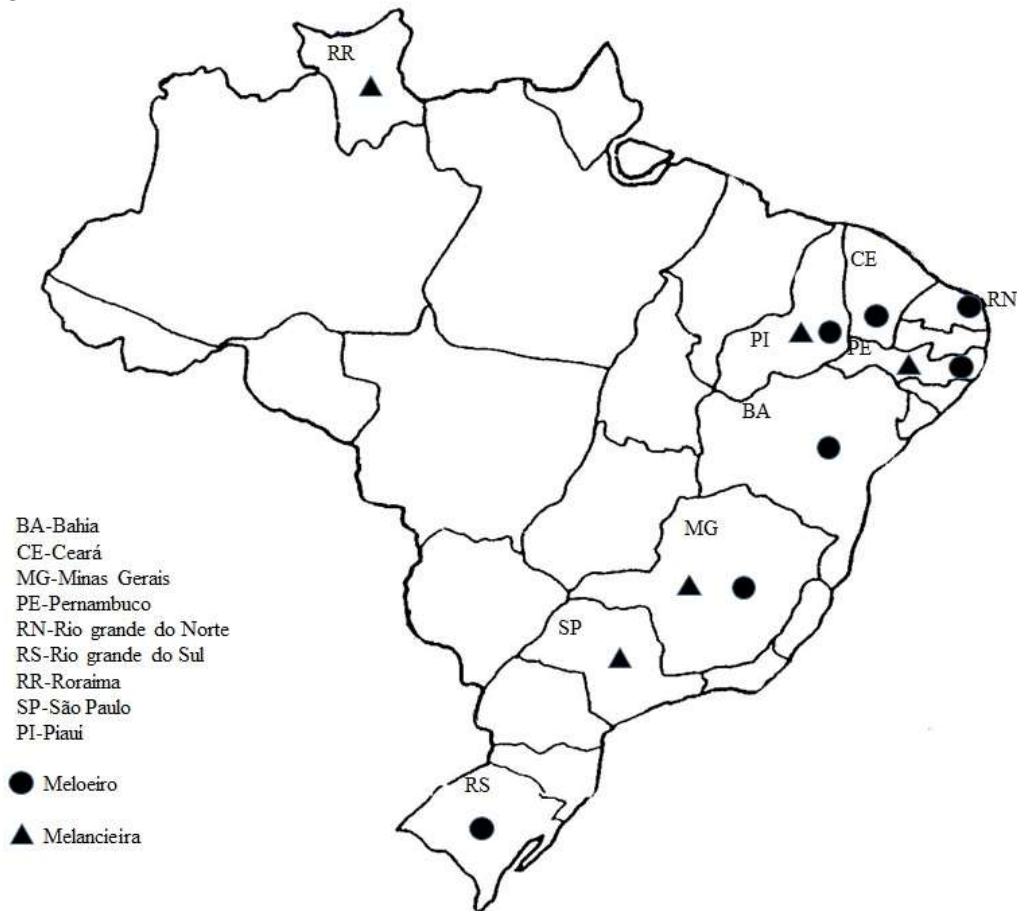 RR
CE
RN
PI
PE
BA
MG
SP
RS
BA-Bahia
CE-Ceará
MG-Minas Gerais
PE-Pernambuco
RN-Rio grande do Norte
RS-Rio grande do Sul
RR-Roraima
SP-São Paulo
PI-Piauí
Meloeiro
Melancieira